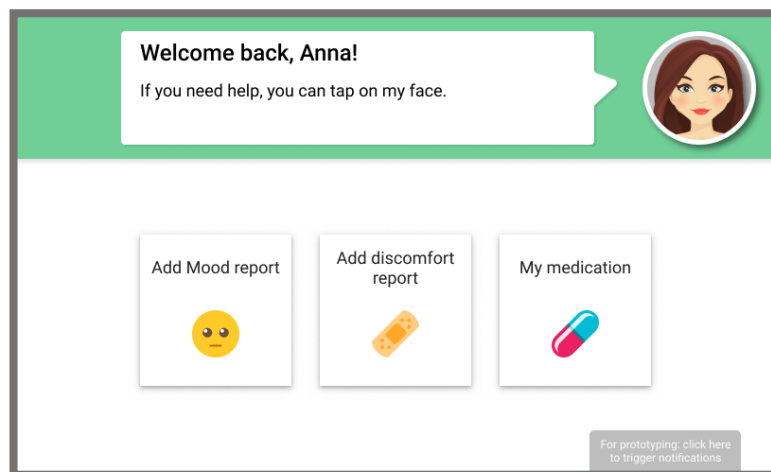 Welcome back, Anna!
If you need help, you can tap on my face.
Add Mood report
Add discomfort
report
My medication
For prototyping: click here
to trigger notifications